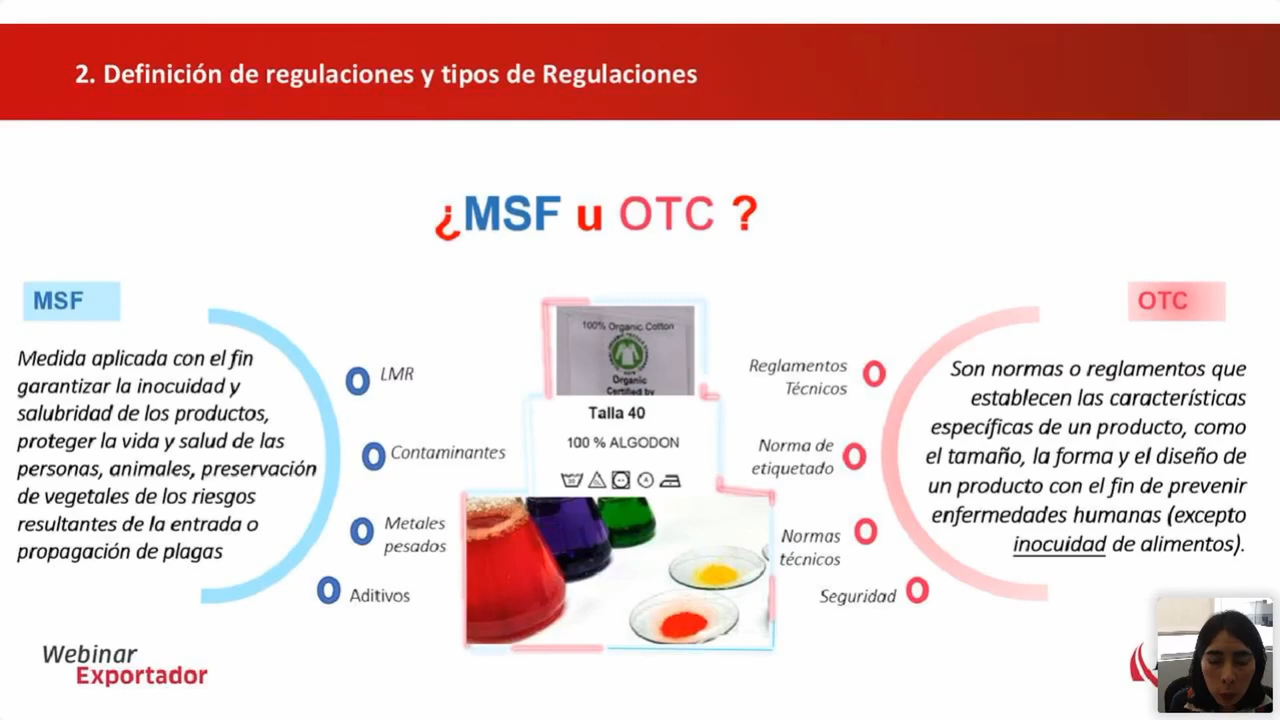 2. Definición de regulaciones y tipos de Regulaciones
¿MSF u OTC ?
MSF
Medida aplicada con el fin
garantizar la inocuidad y
salubridad de los productos,
proteger la vida y salud de las
personas, animales, preservación
de vegetales de los riesgos
resultantes de la entrada o
propagación de plagas
LMR
Contaminantes
Metales
pesados
Aditivos
100% Organic Cotton
Organic
Certified by
Talla 40
100 % ALGODON
Reglamentos
Técnicos
Norma de
etiquetado
Normas
técnicos
Seguridad
OTC
Son normas o reglamentos que
establecen las características
específicas de un producto, como
el tamaño, la forma y el diseño de
un producto con el fin de prevenir
enfermedades humanas (excepto
inocuidad de alimentos).
Webinar
Exportador